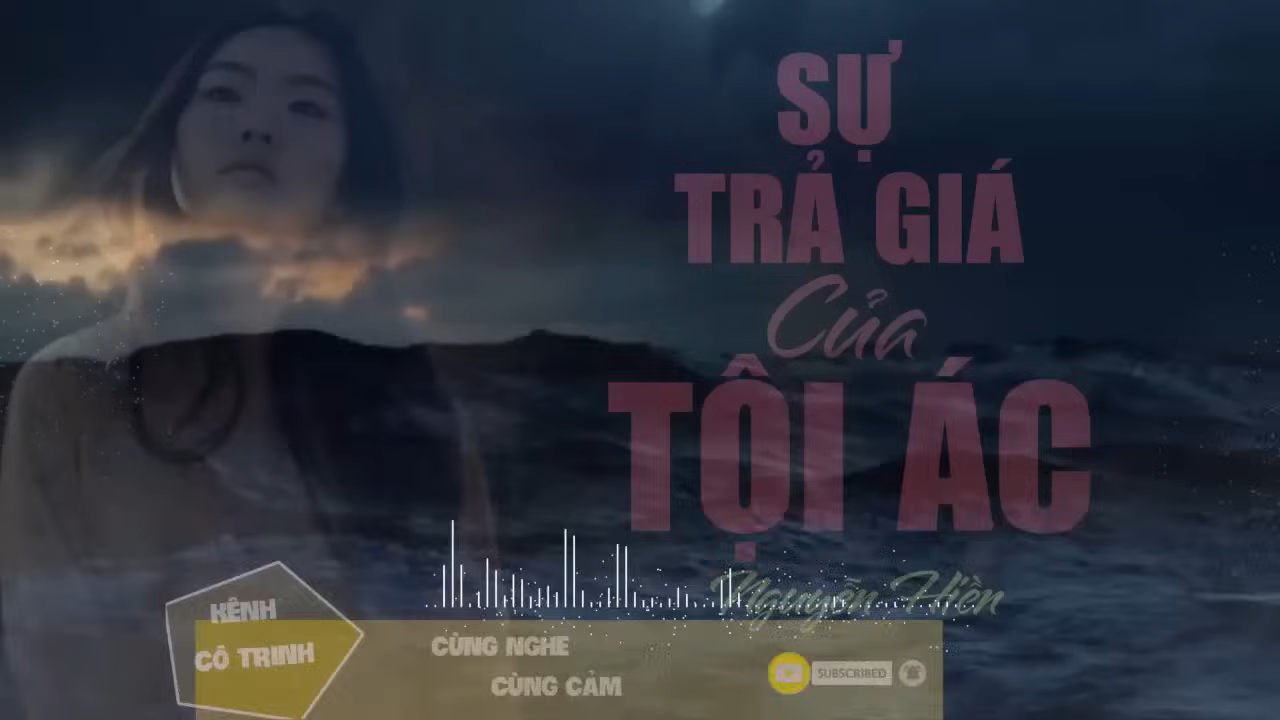 SỰ
TRẢ GIÁ
Của
TỘI ÁC
Nguyễn Hiền
KÊNH
CÔ TRINH
CÙNG NGHE
CÙNG CẢM
SUBSCRIBED